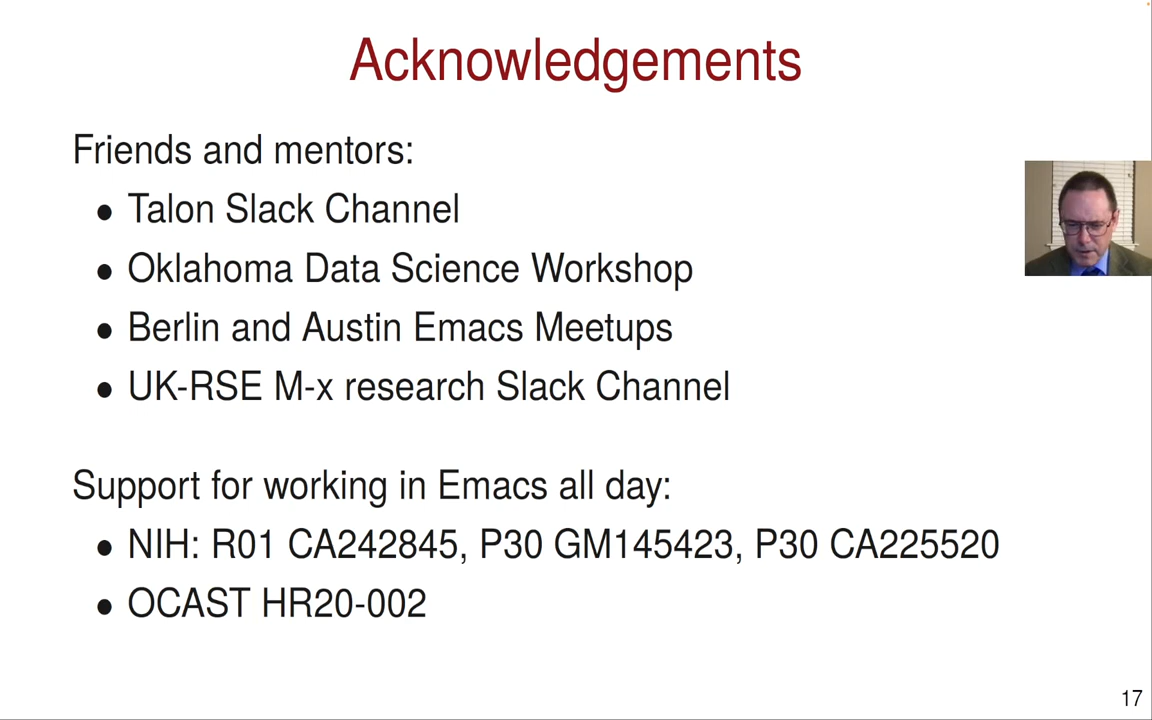 Acknowledgements
Friends and mentors:
• Talon Slack Channel
• Oklahoma Data Science Workshop
• Berlin and Austin Emacs Meetups
• UK-RSE M-x research Slack Channel
Support for working in Emacs all day:
• NIH: R01 CA242845, P30 GM145423, P30 CA225520
• OCAST HR20-002
17